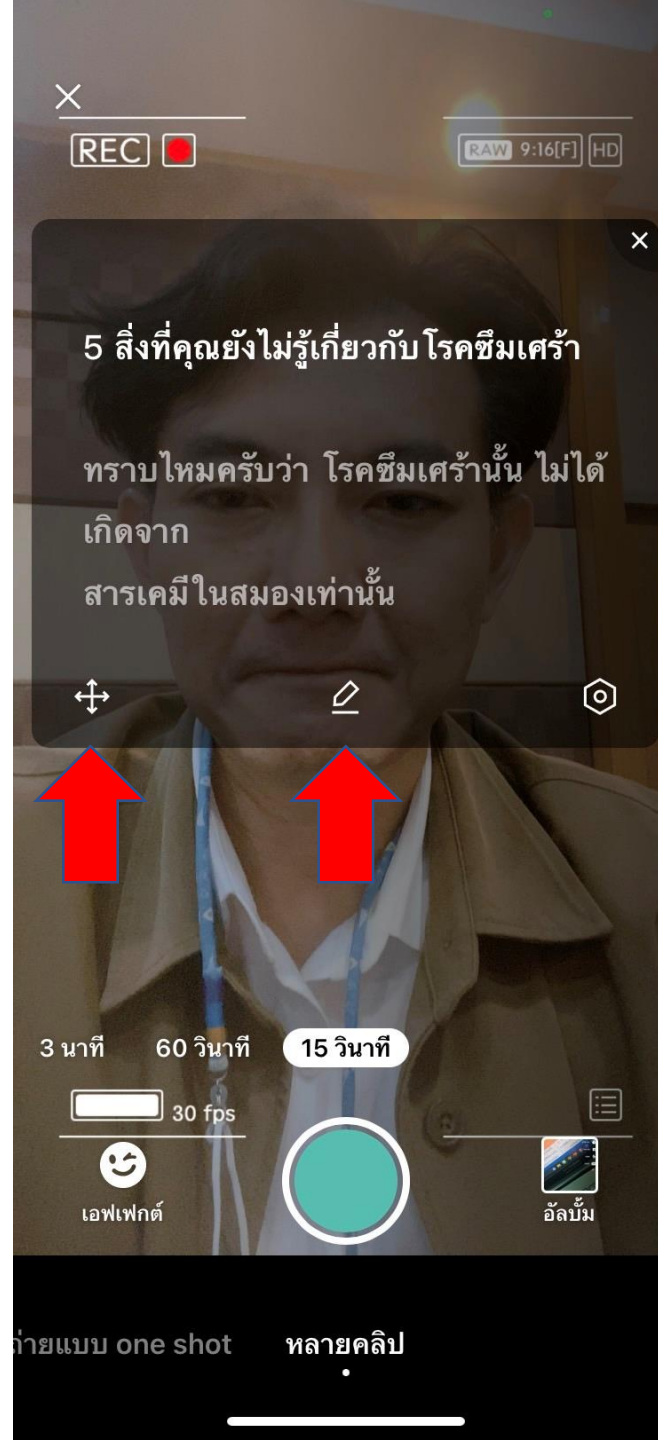 REC
RAW 9:16[F] HD
5 สิ่งที่คุณยังไม่รู้เกี่ยวกับโรคซึมเศร้า
ทราบไหมครับว่า โรคซึมเศร้านั้น ไม่ได้
เกิดจาก
สารเคมีในสมองเท่านั้น
3 นาที 60 วินาที 15 วินาที
30 fps
เอฟเฟกต์
อัลบั้ม
ถ่ายแบบ one shot หลายคลิป